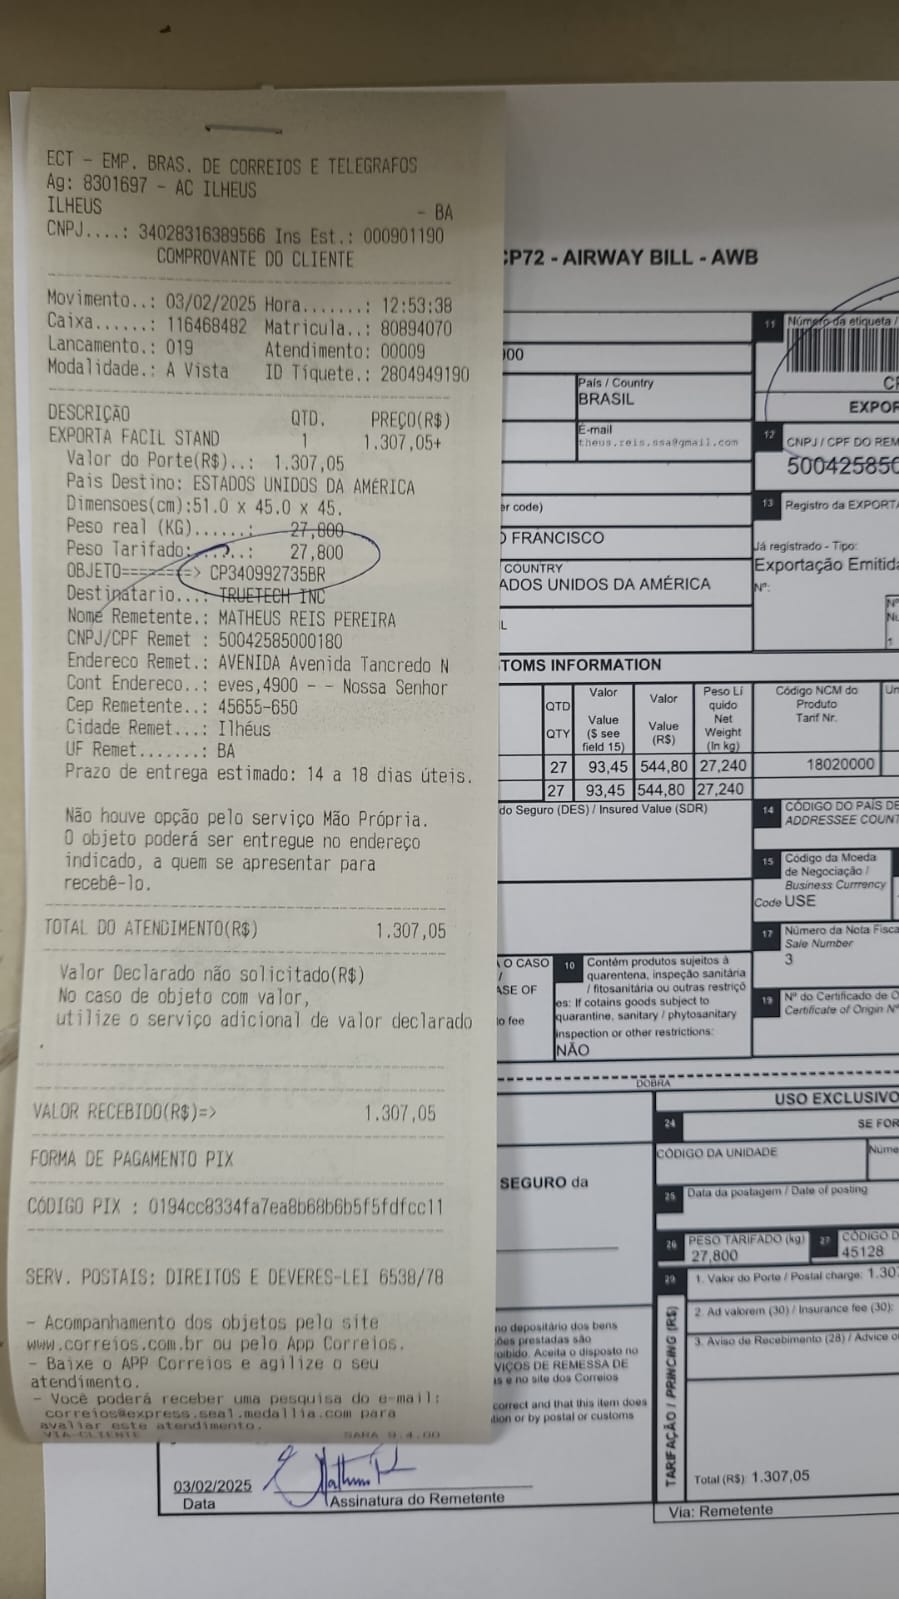 ECT - EMP. BRAS. DE CORREIOS E TELEGRAFOS
Ag: 8301697 - AC ILHEUS
ILHEUS - BA
CNPJ....: 34028316389566 Ins Est.: 000901190
COMPROVANTE DO CLIENTE
Movimento..: 03/02/2025 Hora.......: 12:53:38
Caixa......: 116468482 Matricula..: 80894070
Lancamento.: 019 Atendimento: 00009
Modalidade.: A Vista ID Tiquete.: 2804949190
DESCRIÇÃO QTD. PREÇO(R$)
EXPORTA FACIL STAND 1 1.307,05+
Valor do Porte(R$)..: 1.307,05
Pais Destino: ESTADOS UNIDOS DA AMÉRICA
Dimensoes(cm):51.0 x 45.0 x 45.
Peso real (KG)......: 27,800
Peso Tarifado:.....: 27,800
OBJETO========> CP340992735BR
Destinatario...: TRUETECH INC
Nome Remetente.: MATHEUS REIS PEREIRA
CNPJ/CPF Remet : 50042585000180
Endereco Remet.: AVENIDA Avenida Tancredo N
Cont Endereco..: eves,4900 - - Nossa Senhor
Cep Remetente..: 45655-650
Cidade Remet...: Ilhéus
UF Remet.......: BA
Prazo de entrega estimado: 14 a 18 dias úteis.
Não houve opção pelo serviço Mão Própria.
O objeto poderá ser entregue no endereço
indicado, a quem se apresentar para
recebê-lo.
TOTAL DO ATENDIMENTO(R$) 1.307,05
Valor Declarado não solicitado(R$)
No caso de objeto com valor,
utilize o serviço adicional de valor declarado
.
VALOR RECEBIDO(R$)=> 1.307,05
FORMA DE PAGAMENTO PIX
CÓDIGO PIX : 0194cc8334fa7ea8b68b6b5f5fdfcc11
SERV. POSTAIS: DIREITOS E DEVERES-LEI 6538/78
- Acompanhamento dos objetos pelo site
www.correios.com.br ou pelo App Correios.
- Baixe o APP Correios e agilize o seu
atendimento.
- Você poderá receber uma pesquisa do e-mail:
correios@express.seal.medallia.com para
avaliar este atendimento.
VIA-CLIENTE SARA 9.4.00
CP72 - AIRWAY BILL - AWB
11 Número da etiqueta /
000
País / Country
BRASIL
EXPOR
E-mail
theus.reis.ssa@gmail.com
12 CNPJ / CPF DO REM
500425850
er code)
13 Registro da EXPORTA
O FRANCISCO
COUNTRY
ADOS UNIDOS DA AMÉRICA
Já registrado - Tipo:
Exportação Emitida
Nº:
TOMS INFORMATION
QTD
QTY
Valor
Value
($ see
field 15)
Valor
Value
(R$)
Peso Lí
quido
Net
Weight
(In kg)
Código NCM do
Produto
Tarif Nr.
27 93,45 544,80 27,240 18020000
27 93,45 544,80 27,240
do Seguro (DES) / Insured Value (SDR)
14 CÓDIGO DO PAÍS DE
ADDRESSEE COUNT
15 Código da Moeda
de Negociação /
Business Currrency
Code USE
17 Número da Nota Fisca
Sale Number
3
O CASO
ASE OF
fee
10 Contém produtos sujeitos à
quarentena, inspeção sanitária
/ fitosanitária ou outras restriçõ
es: If cotains goods subject to
quarantine, sanitary / phytosanitary
inspection or other restrictions:
NÃO
19 Nº do Certificado de O
Certificate of Origin Nº
DOBRA
USO EXCLUSIVO
24 SE FOR
CÓDIGO DA UNIDADE
Núme
SEGURO da
25 Data da postagem / Date of posting
26 PESO TARIFADO (kg)
27,800
27 CÓDIGO D
45128
29 1. Valor do Porte / Postal charge: 1.307
2. Ad valorem (30) / Insurance fee (30):
3. Aviso de Recebimento (28) / Advice o
TARIFAÇÃO / PRINCING (R$)
no depositário dos bens
ões prestadas são
oibido. Aceita o disposto no
VIÇOS DE REMESSA DE
s e no site dos Correios
correct and that this item does
tion or by postal or customs
Total (R$): 1.307,05
03/02/2025
Data
Assinatura do Remetente
Via: Remetente